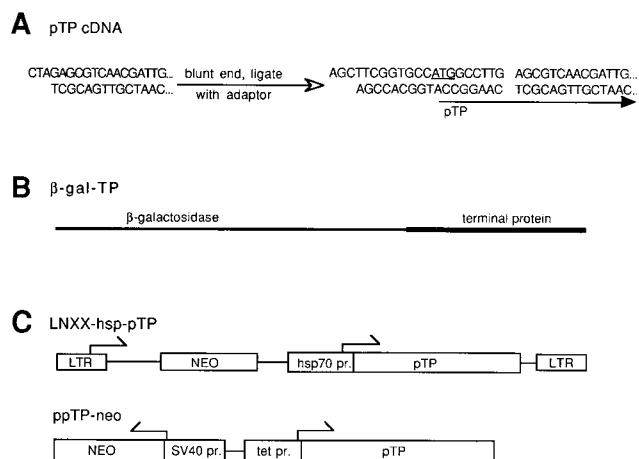 A pTP cDNA
CTAGAGCGTCAACGATTG... blunt end, ligate AGCTTCGGTGCCATGGCCTTG AGCGTCAACGATTG...
TCGCAGTTGCTAAC... with adaptor AGCCACGGTACCGGAAC TCGCAGTTGCTAAC...
pTP
B β-gal-TP
β-galactosidase terminal protein
C LNXX-hsp-pTP
LTR NEO hsp70 pr. pTP LTR
ppTP-neo
NEO SV40 pr. tet pr. pTP